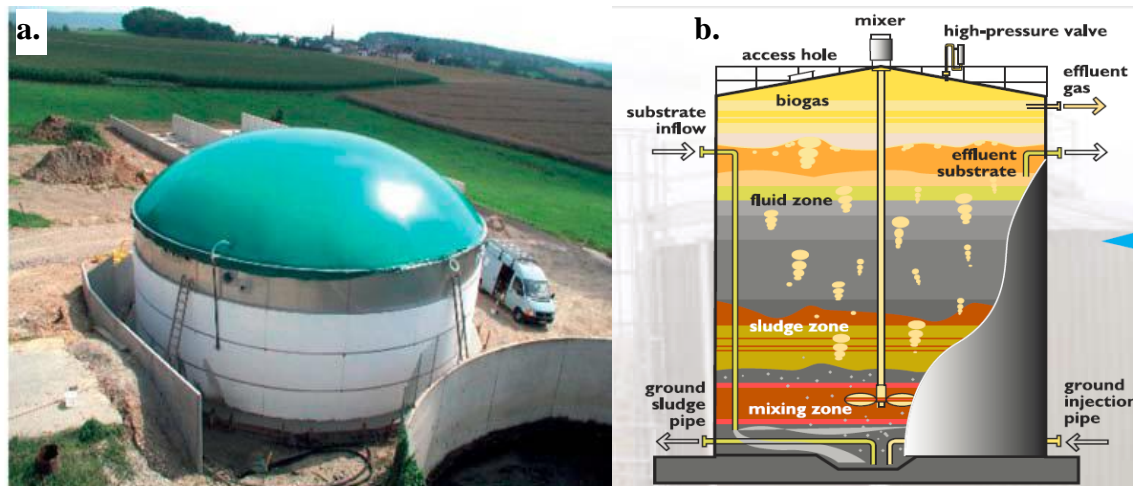 a.
b.
mixer
high-pressure valve
access hole
effluent
gas
biogas
substrate
inflow
effluent
substrate
fluid zone
sludge zone
ground
sludge
pipe
mixing zone
ground
injection
pipe